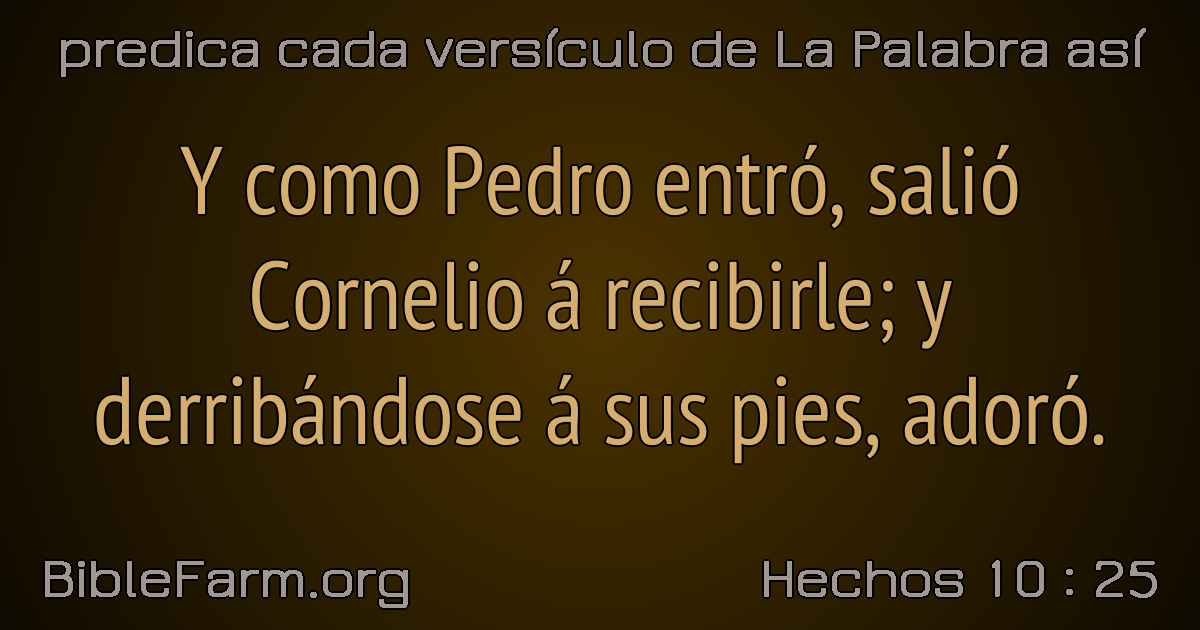 predica cada versículo de La Palabra así
Y como Pedro entró, salió
Cornelio á recibirle; y
derribándose á sus pies, adoró.
BibleFarm.org
Hechos 10 : 25